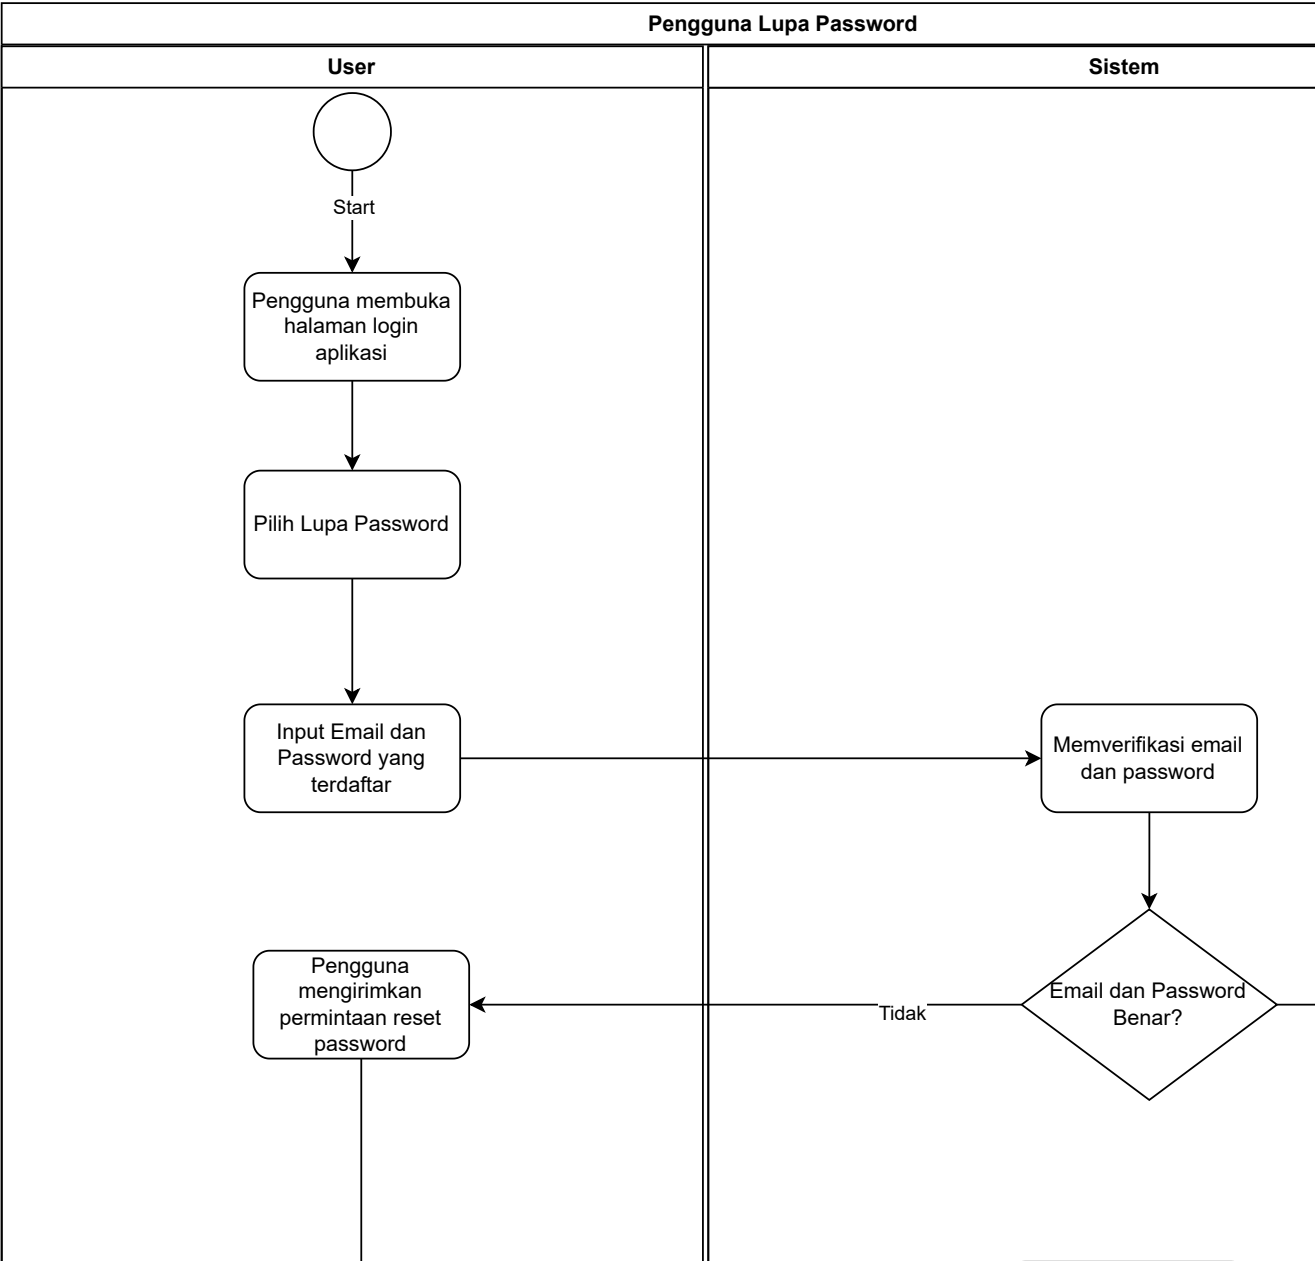 Pengguna Lupa Password
User
Sistem
Start
Pengguna membuka
halaman login
aplikasi
Pilih Lupa Password
Input Email dan
Password yang
terdaftar
Memverifikasi email
dan password
Email dan Password
Benar?
Tidak
Pengguna
mengirimkan
permintaan reset
password